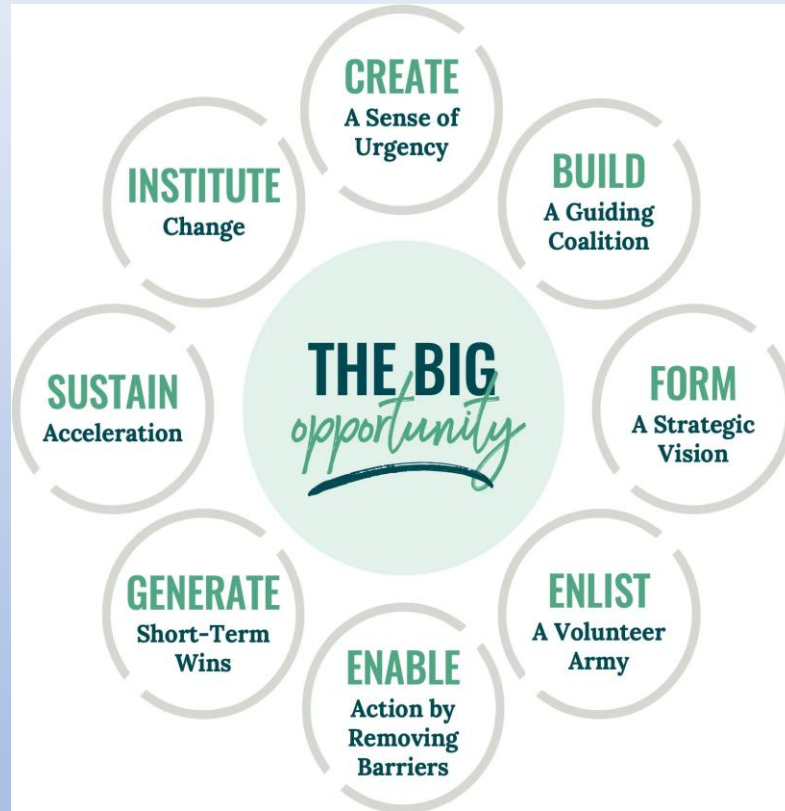 CREATE
A Sense of
Urgency
BUILD
A Guiding
Coalition
FORM
A Strategic
Vision
ENLIST
A Volunteer
Army
ENABLE
Action by
Removing
Barriers
GENERATE
Short-Term
Wins
SUSTAIN
Acceleration
INSTITUTE
Change
THE BIG
opportunity